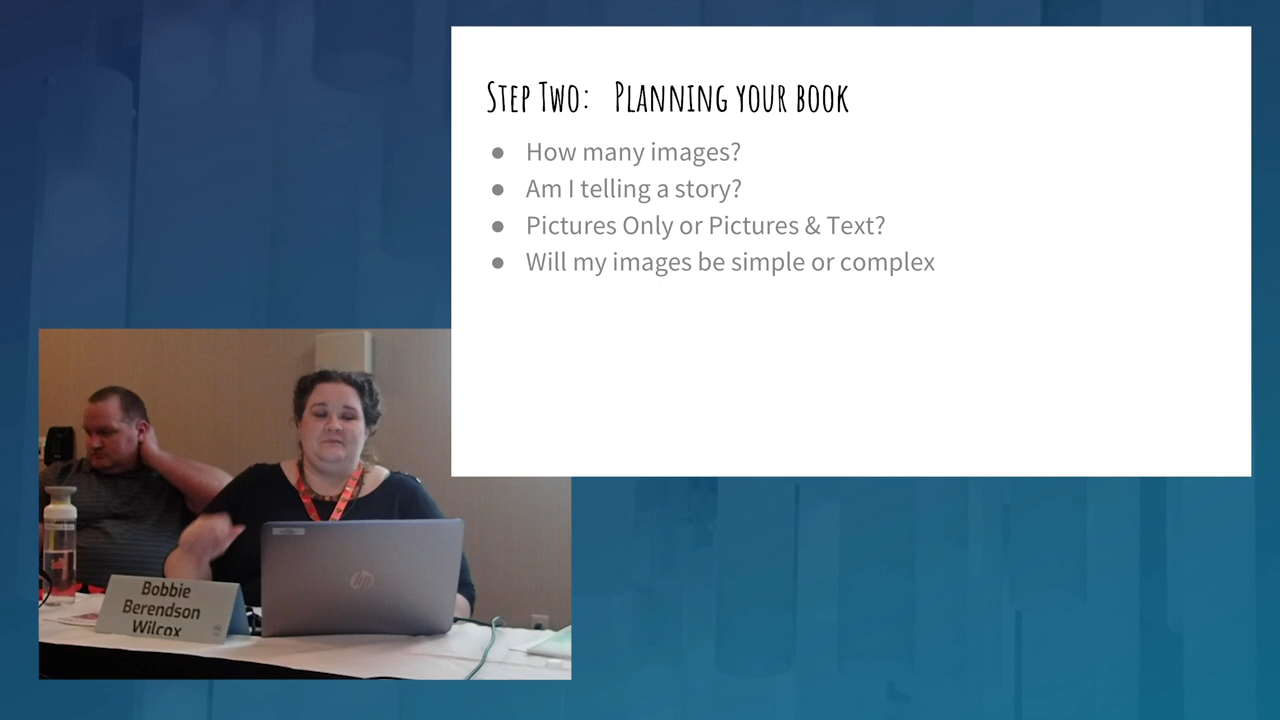 Step Two: Planning your book
● How many images?
● Am I telling a story?
● Pictures Only or Pictures & Text?
● Will my images be simple or complex
Bobbie
Berendson
Wilcox
hp